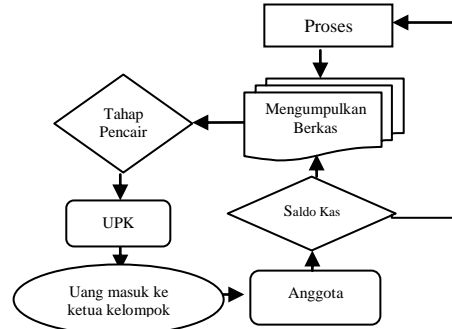 Proses
Mengumpulkan
Berkas
Tahap
Pencair
UPK
Uang masuk ke
ketua kelompok
Anggota
Saldo Kas